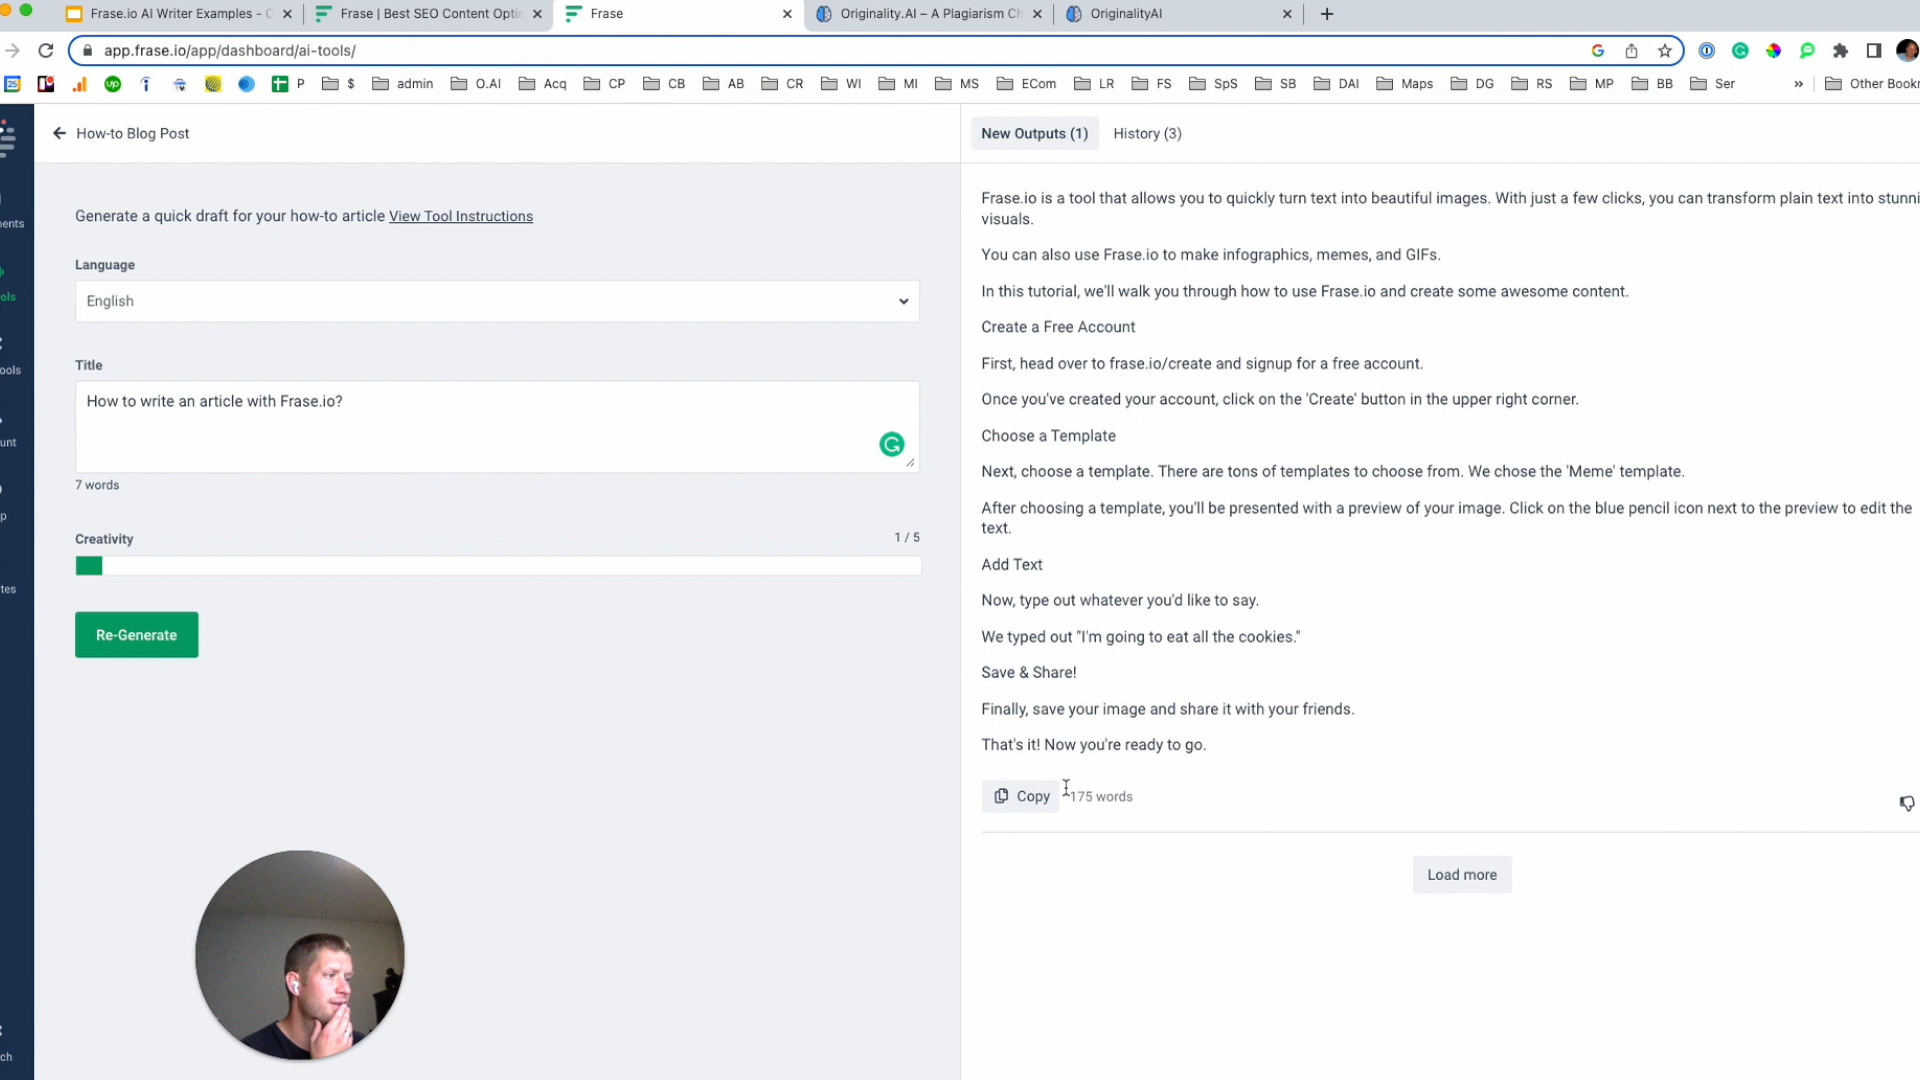 Frase.io AI Writer Examples - C
Frase | Best SEO Content Optin
Frase
Originality.AI – A Plagiarism Ch
OriginalityAI
app.frase.io/app/dashboard/ai-tools/
P
$
admin
O.AI
Acq
CP
CB
AB
CR
WI
MI
MS
ECom
LR
FS
SpS
SB
DAI
Maps
DG
RS
MP
BB
Ser
»
Other Bookr
ents
ols
ools
unt
p
tes
ch
How-to Blog Post
Generate a quick draft for your how-to article View Tool Instructions
Language
English
Title
How to write an article with Frase.io?
7 words
Creativity
1 / 5
Re-Generate
New Outputs (1)
History (3)
Frase.io is a tool that allows you to quickly turn text into beautiful images. With just a few clicks, you can transform plain text into stunni
visuals.
You can also use Frase.io to make infographics, memes, and GIFs.
In this tutorial, we'll walk you through how to use Frase.io and create some awesome content.
Create a Free Account
First, head over to frase.io/create and signup for a free account.
Once you've created your account, click on the 'Create' button in the upper right corner.
Choose a Template
Next, choose a template. There are tons of templates to choose from. We chose the 'Meme' template.
After choosing a template, you'll be presented with a preview of your image. Click on the blue pencil icon next to the preview to edit the
text.
Add Text
Now, type out whatever you'd like to say.
We typed out "I'm going to eat all the cookies."
Save & Share!
Finally, save your image and share it with your friends.
That's it! Now you're ready to go.
Copy
175 words
Load more